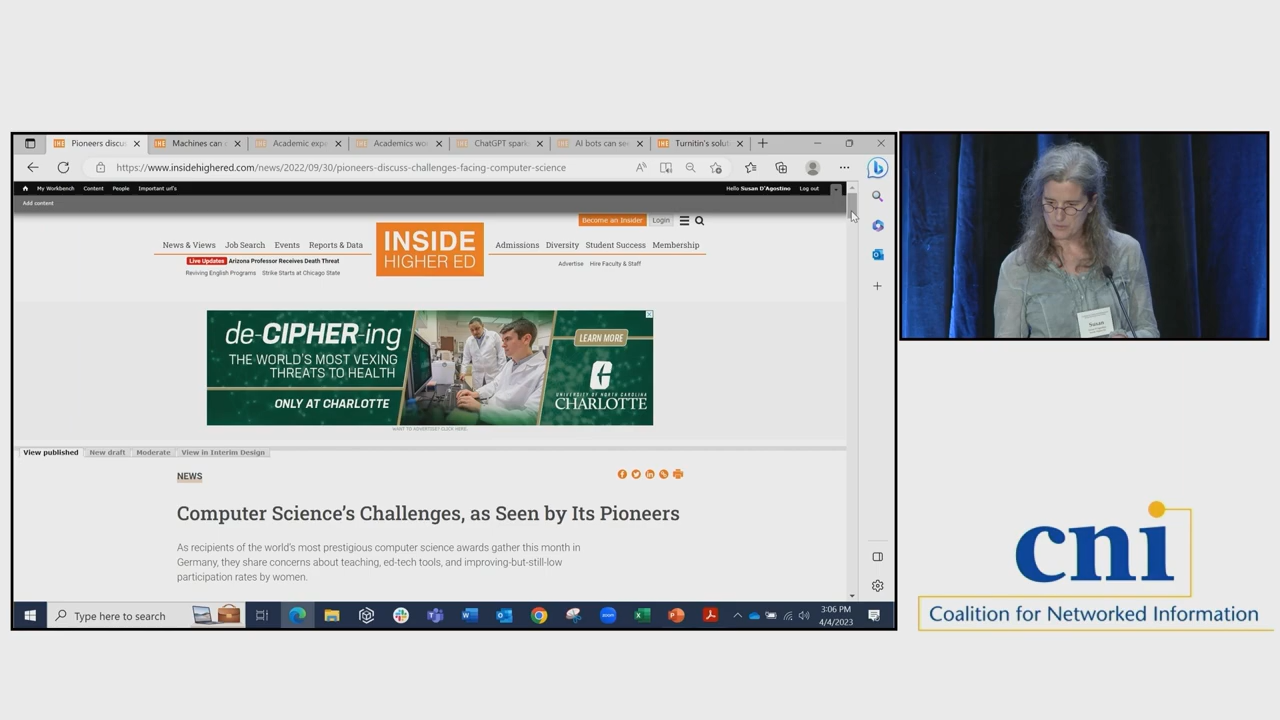 Pioneers discu
Machines can
Academic expe
Academics wo
ChatGPT spark
AI bots can se
Turnitin's solut
https://www.insidehighered.com/news/2022/09/30/pioneers-discuss-challenges-facing-computer-science
My Workbench Content People Important url's
Hello Susan D'Agostino Log out
Add content
Become an Insider Login
News & Views Job Search Events Reports & Data
INSIDE
HIGHER ED
Admissions Diversity Student Success Membership
Live Updates Arizona Professor Receives Death Threat
Reviving English Programs Strike Starts at Chicago State
Advertise Hire Faculty & Staff
de-CIPHER-ing
THE WORLD'S MOST VEXING
THREATS TO HEALTH
ONLY AT CHARLOTTE
LEARN MORE
UNIVERSITY OF NORTH CAROLINA
CHARLOTTE
WANT TO ADVERTISE? CLICK HERE
View published New draft Moderate View in Interim Design
NEWS
Computer Science's Challenges, as Seen by Its Pioneers
As recipients of the world's most prestigious computer science awards gather this month in
Germany, they share concerns about teaching, ed-tech tools, and improving-but-still-low
participation rates by women.
Type here to search
3:06 PM
4/4/2023
Susan
cni
Coalition for Networked Information